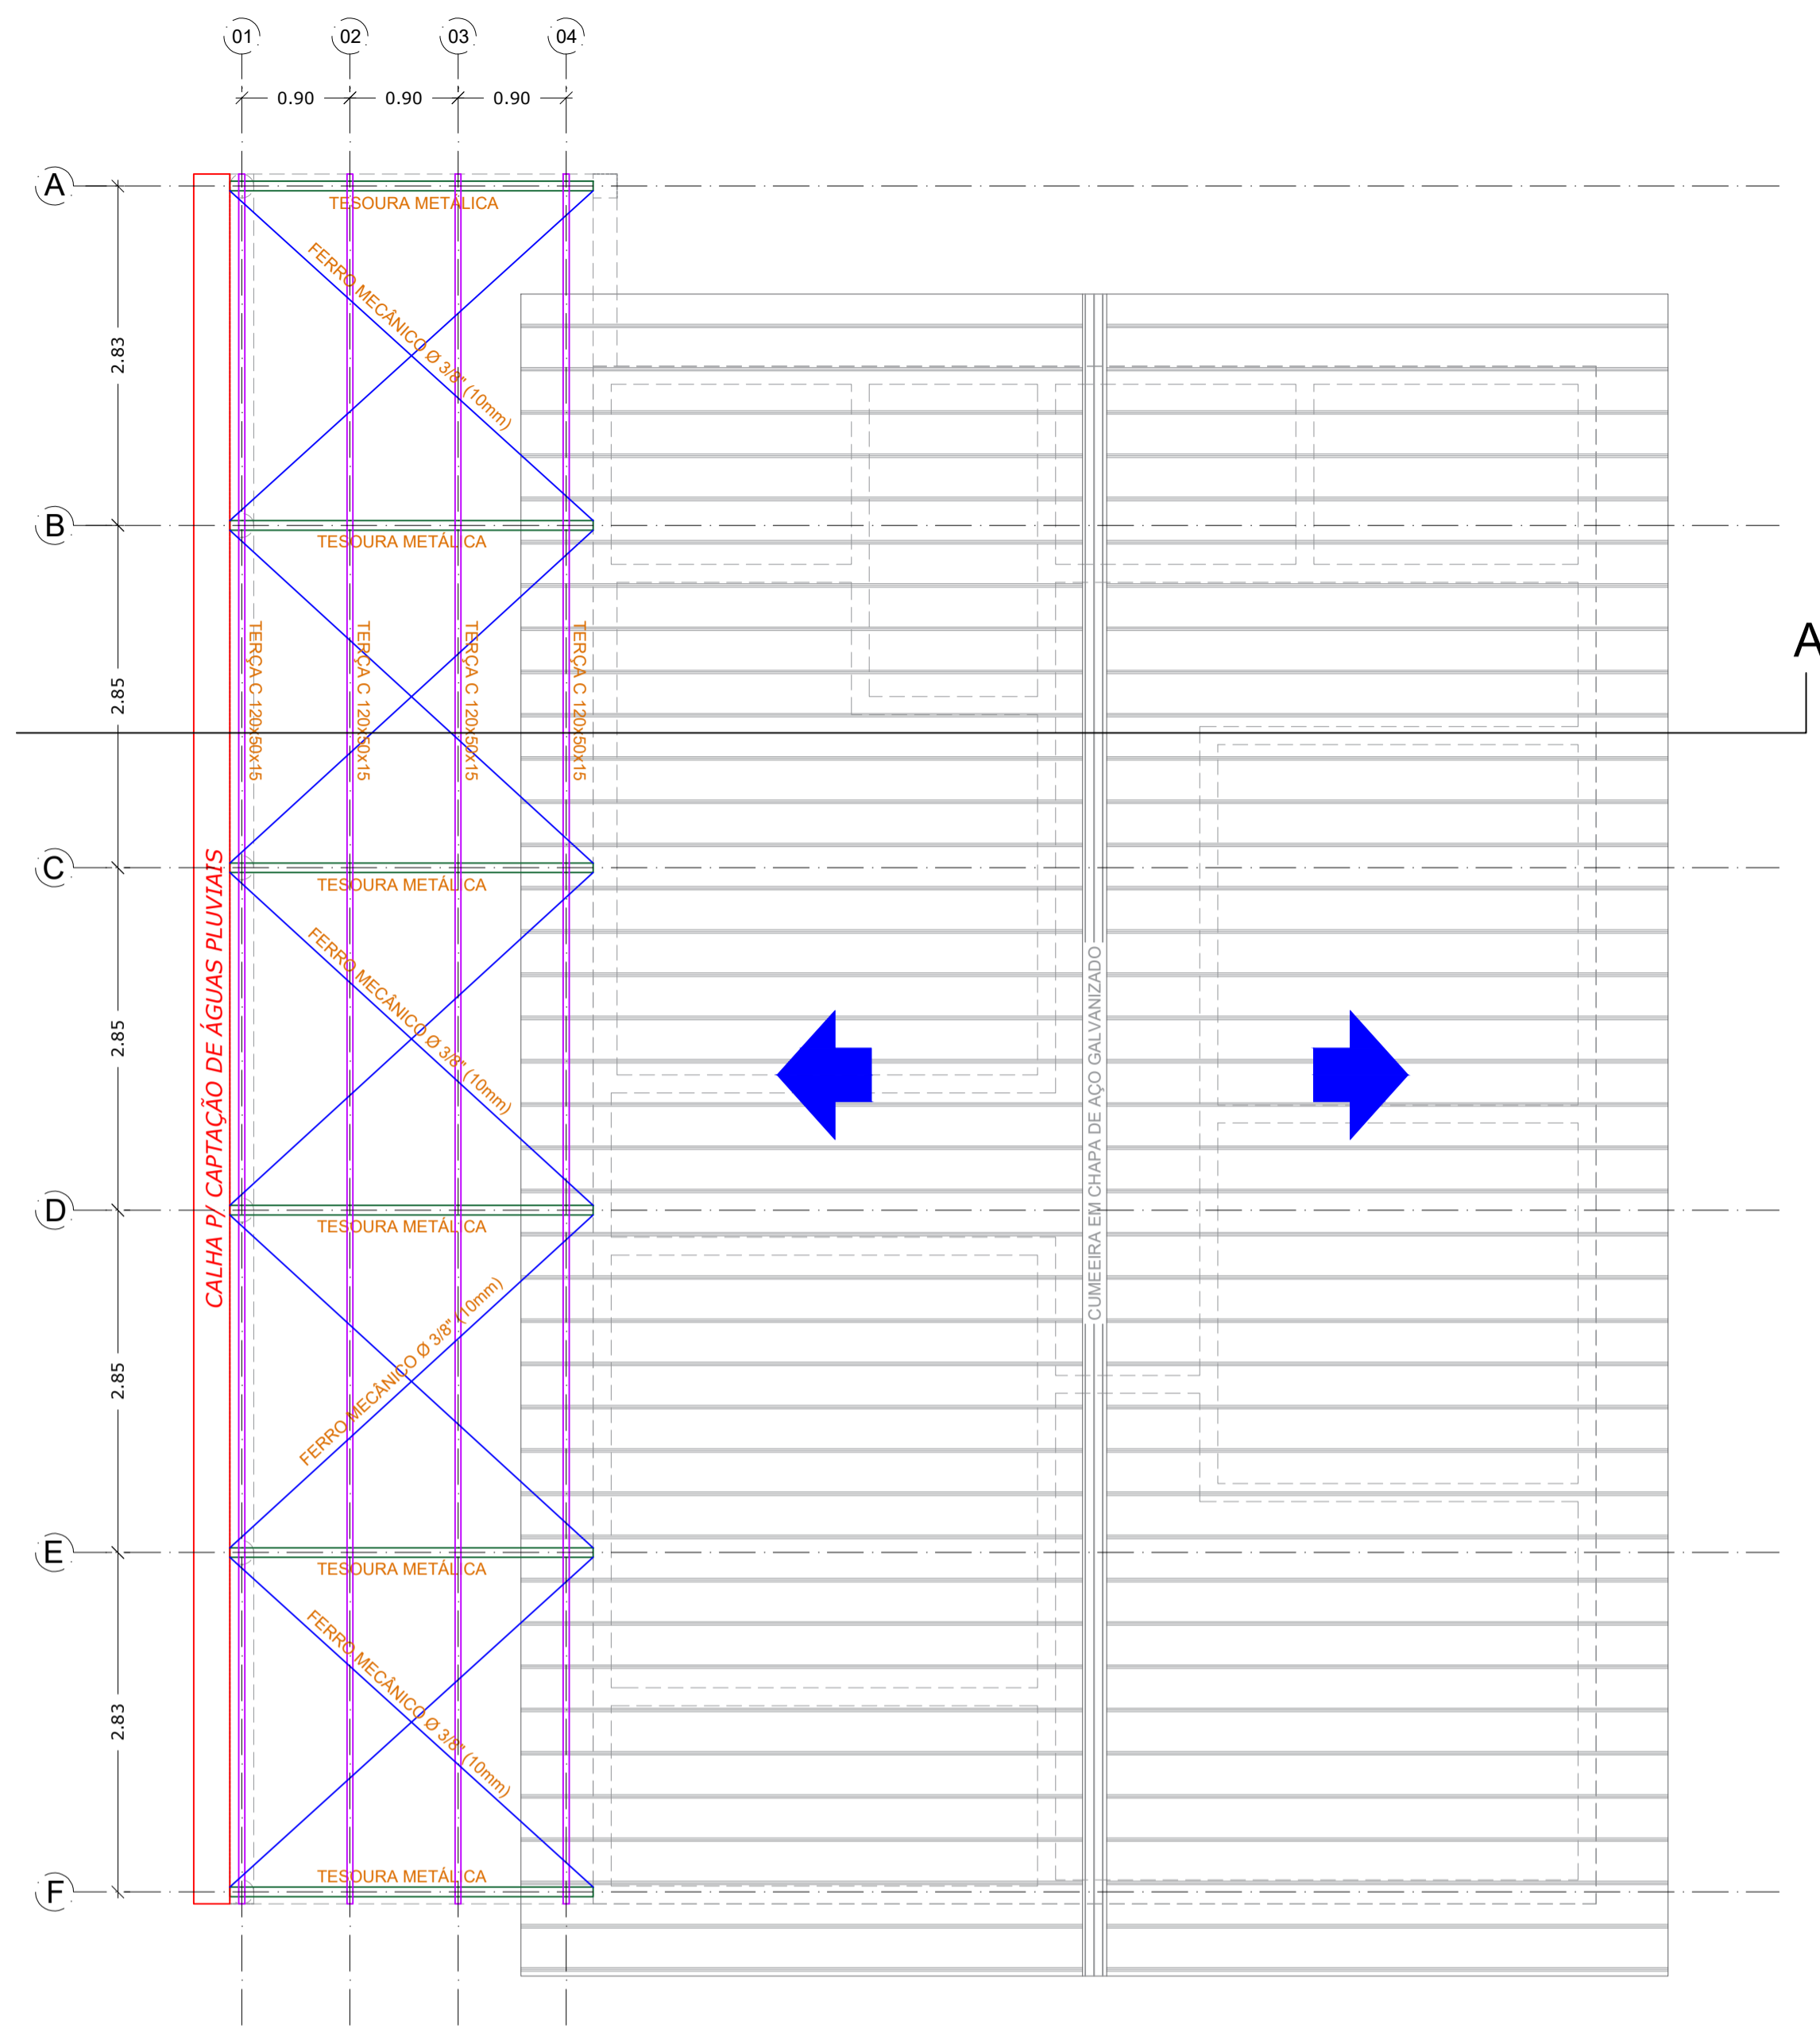 01 02 03 04
0.90 0.90 0.90
A
TESOURA METÁLICA
2.83
FERRO MECÂNICO Ø 3/8" (10mm)
B
TESOURA METÁLICA
2.85
TERÇA C 120x50x15
TERÇA C 120x50x15
TERÇA C 120x50x15
TERÇA C 120x50x15
A
C
TESOURA METÁLICA
CALHA P/ CAPTAÇÃO DE ÁGUAS PLUVIAIS
2.85
FERRO MECÂNICO Ø 3/8" (10mm)
CUMEEIRA EM CHAPA DE AÇO GALVANIZADO
D
TESOURA METÁLICA
2.85
FERRO MECÂNICO Ø 3/8" (10mm)
E
TESOURA METÁLICA
2.83
FERRO MECÂNICO Ø 3/8" (10mm)
TESOURA METÁLICA
F